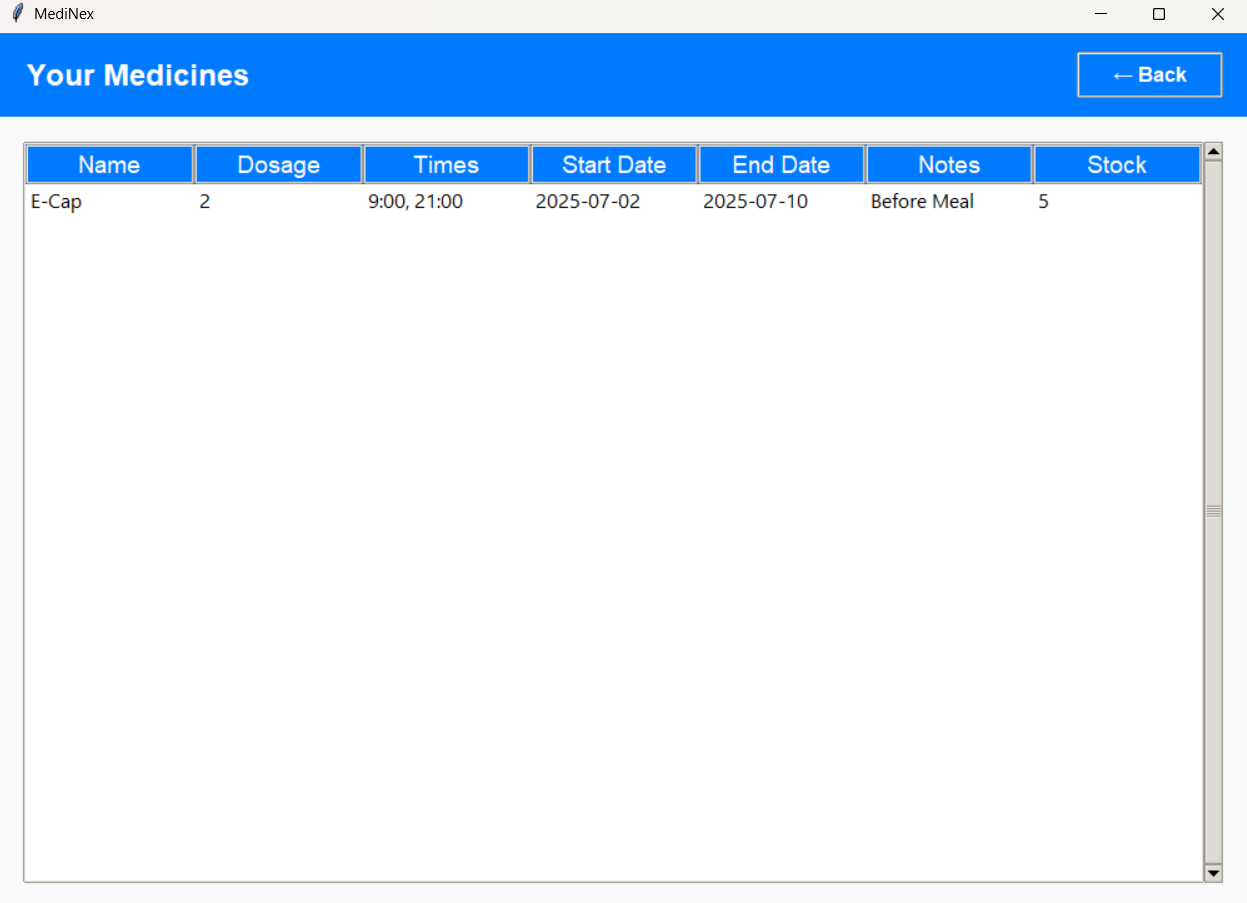 MediNex
Your Medicines
← Back
Name Dosage Times Start Date End Date Notes Stock
E-Cap 2 9:00, 21:00 2025-07-02 2025-07-10 Before Meal 5